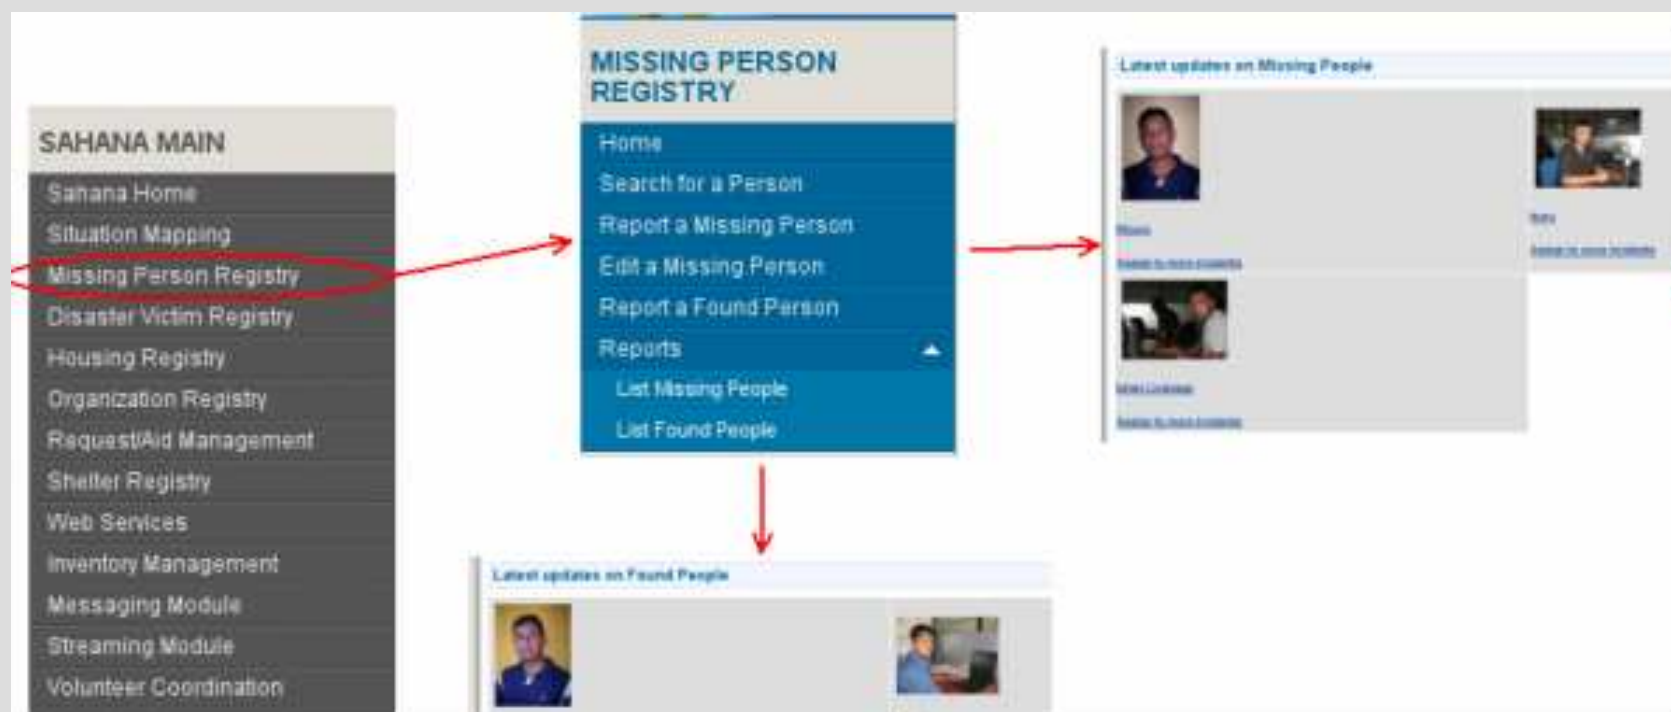 SAHANA MAIN
Sahana Home
Situation Mapping
Missing Person Registry
Disaster Victim Registry
Housing Registry
Organization Registry
Request/Aid Management
Shelter Registry
Web Services
Inventory Management
Messaging Module
Streaming Module
Volunteer Coordination
MISSING PERSON
REGISTRY
Home
Search for a Person
Report a Missing Person
Edit a Missing Person
Report a Found Person
Reports
List Missing People
List Found People
Latest updates on Missing People
Latest updates on Found People